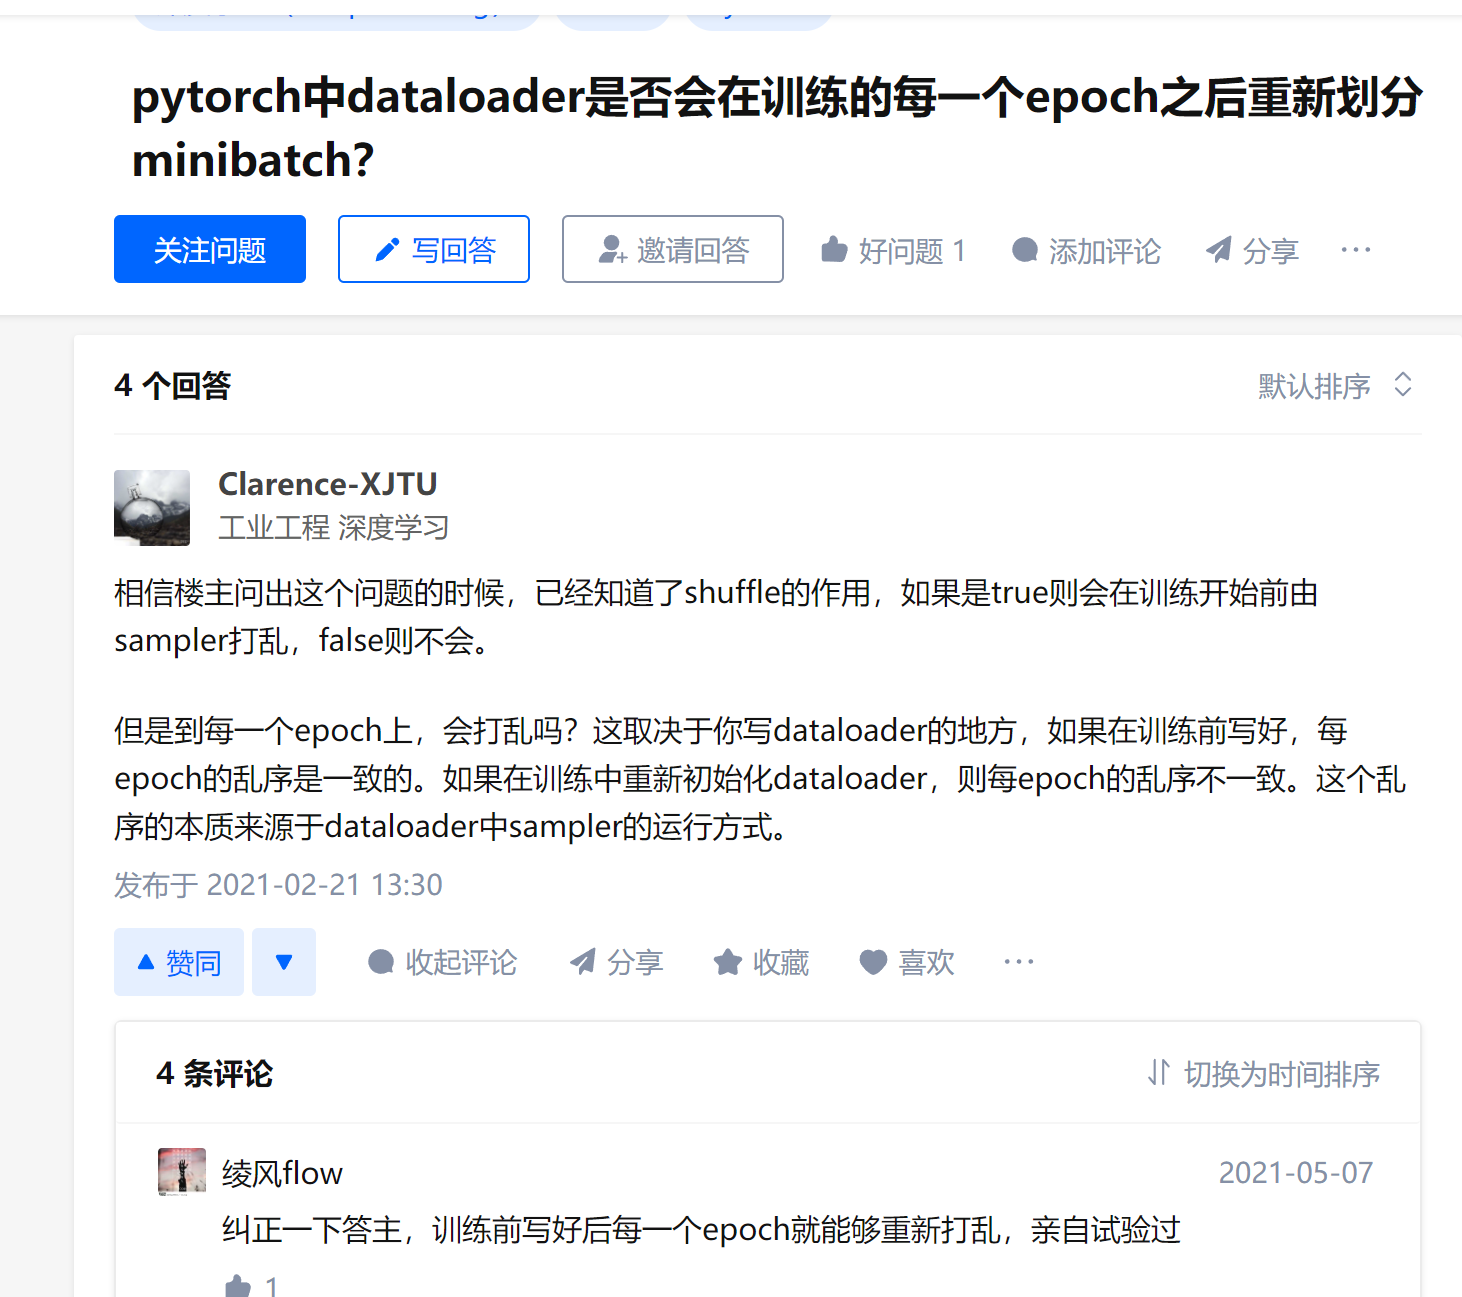 pytorch中dataloader是否会在训练的每一个epoch之后重新划分
minibatch?
关注问题
写回答
邀请回答
好问题 1
添加评论
分享
4 个回答
默认排序
Clarence-XJTU
工业工程 深度学习
相信楼主问出这个问题的时候，已经知道了shuffle的作用，如果是true则会在训练开始前由
sampler打乱，false则不会。
但是到每一个epoch上，会打乱吗？这取决于你写dataloader的地方，如果在训练前写好，每
epoch的乱序是一致的。如果在训练中重新初始化dataloader，则每epoch的乱序不一致。这个乱
序的本质来源于dataloader中sampler的运行方式。
发布于 2021-02-21 13:30
赞同
收起评论
分享
收藏
喜欢
4 条评论
切换为时间排序
绫风flow
2021-05-07
纠正一下答主，训练前写好后每一个epoch就能够重新打乱，亲自试验过
1